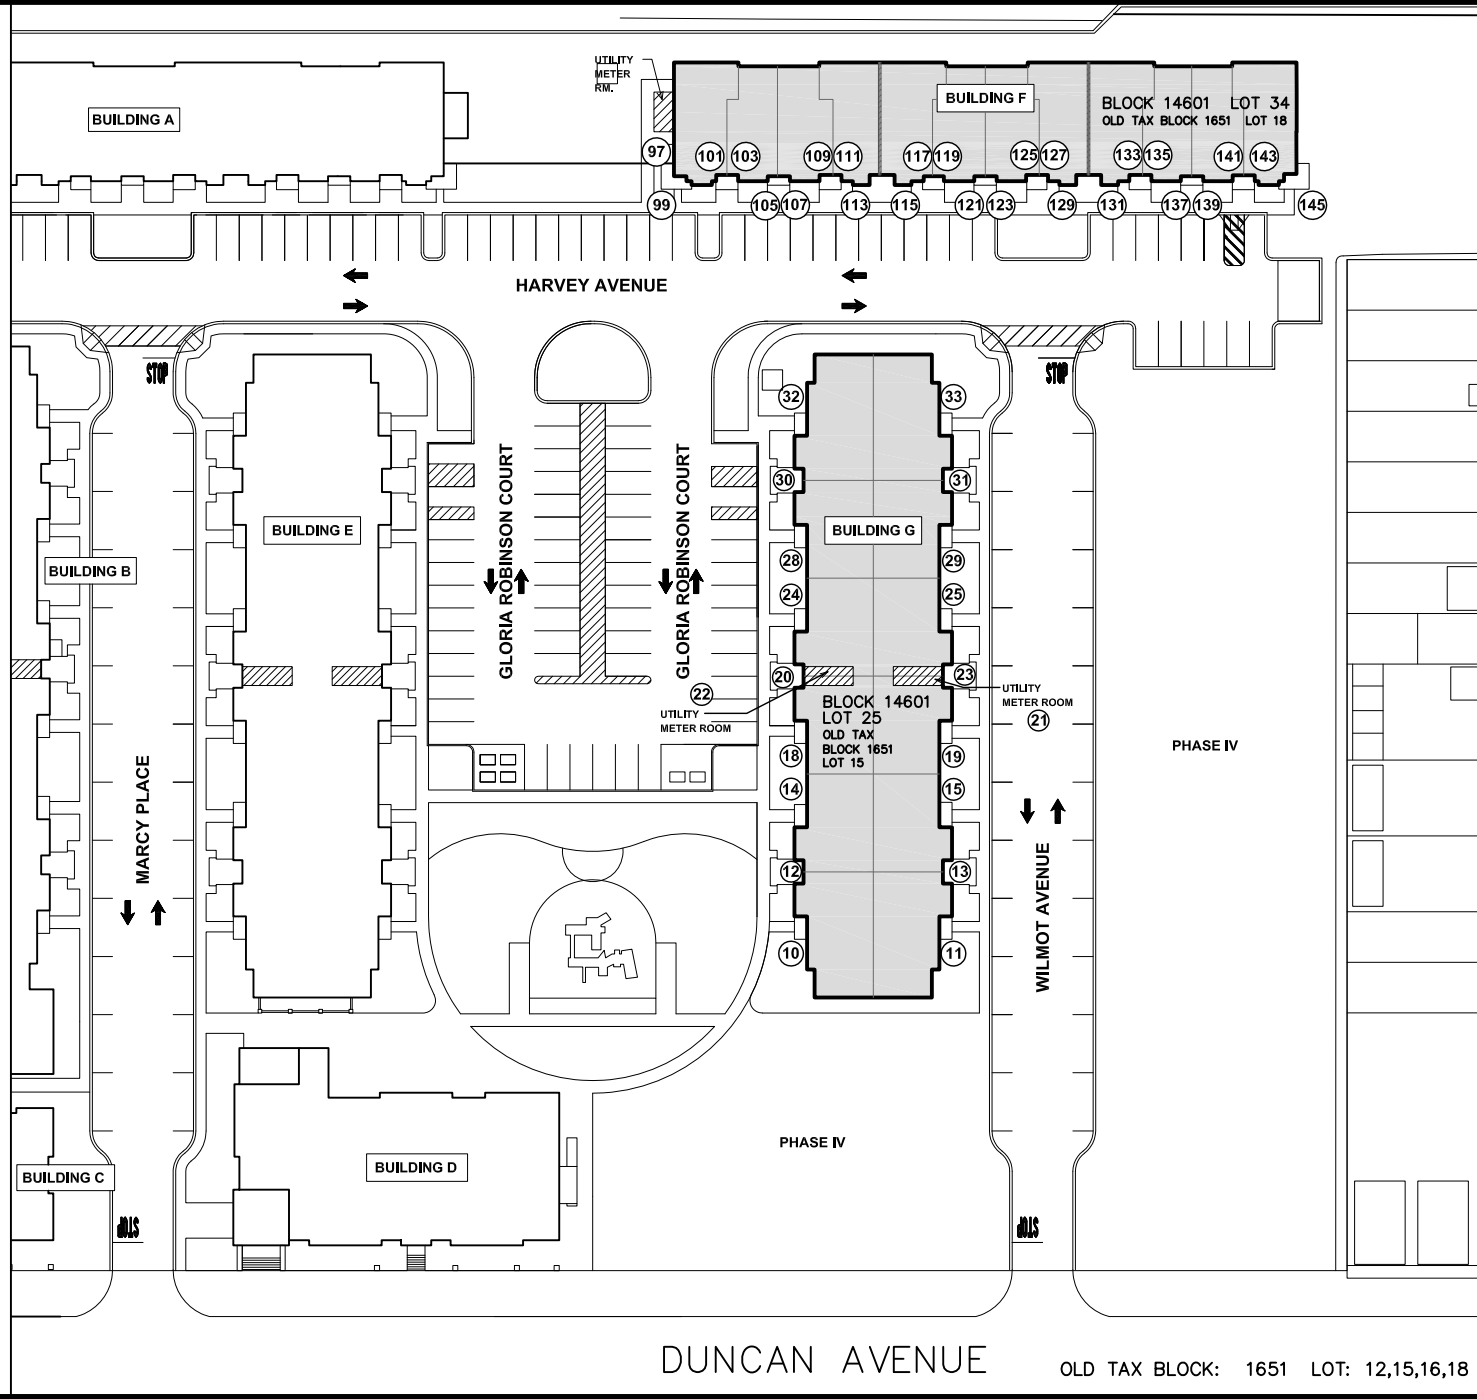 UTILITY
METER
RM.
BUILDING A
BUILDING F
BLOCK 14601 LOT 34
OLD TAX BLOCK 1651 LOT 18
97
101
103
109
111
117
119
125
127
133
135
141
143
99
105
107
113
115
121
123
129
131
137
139
145
HARVEY AVENUE
STOP
STOP
32
33
30
31
GLORIA ROBINSON COURT
GLORIA ROBINSON COURT
BUILDING E
BUILDING G
BUILDING B
28
29
24
25
20
23
22
UTILITY
METER ROOM
UTILITY
METER ROOM
21
BLOCK 14601
LOT 25
OLD TAX
BLOCK 1651
LOT 15
18
19
14
15
PHASE IV
MARCY PLACE
WILMOT AVENUE
12
13
10
11
PHASE IV
BUILDING D
BUILDING C
STOP
STOP
DUNCAN AVENUE
OLD TAX BLOCK: 1651 LOT: 12,15,16,18